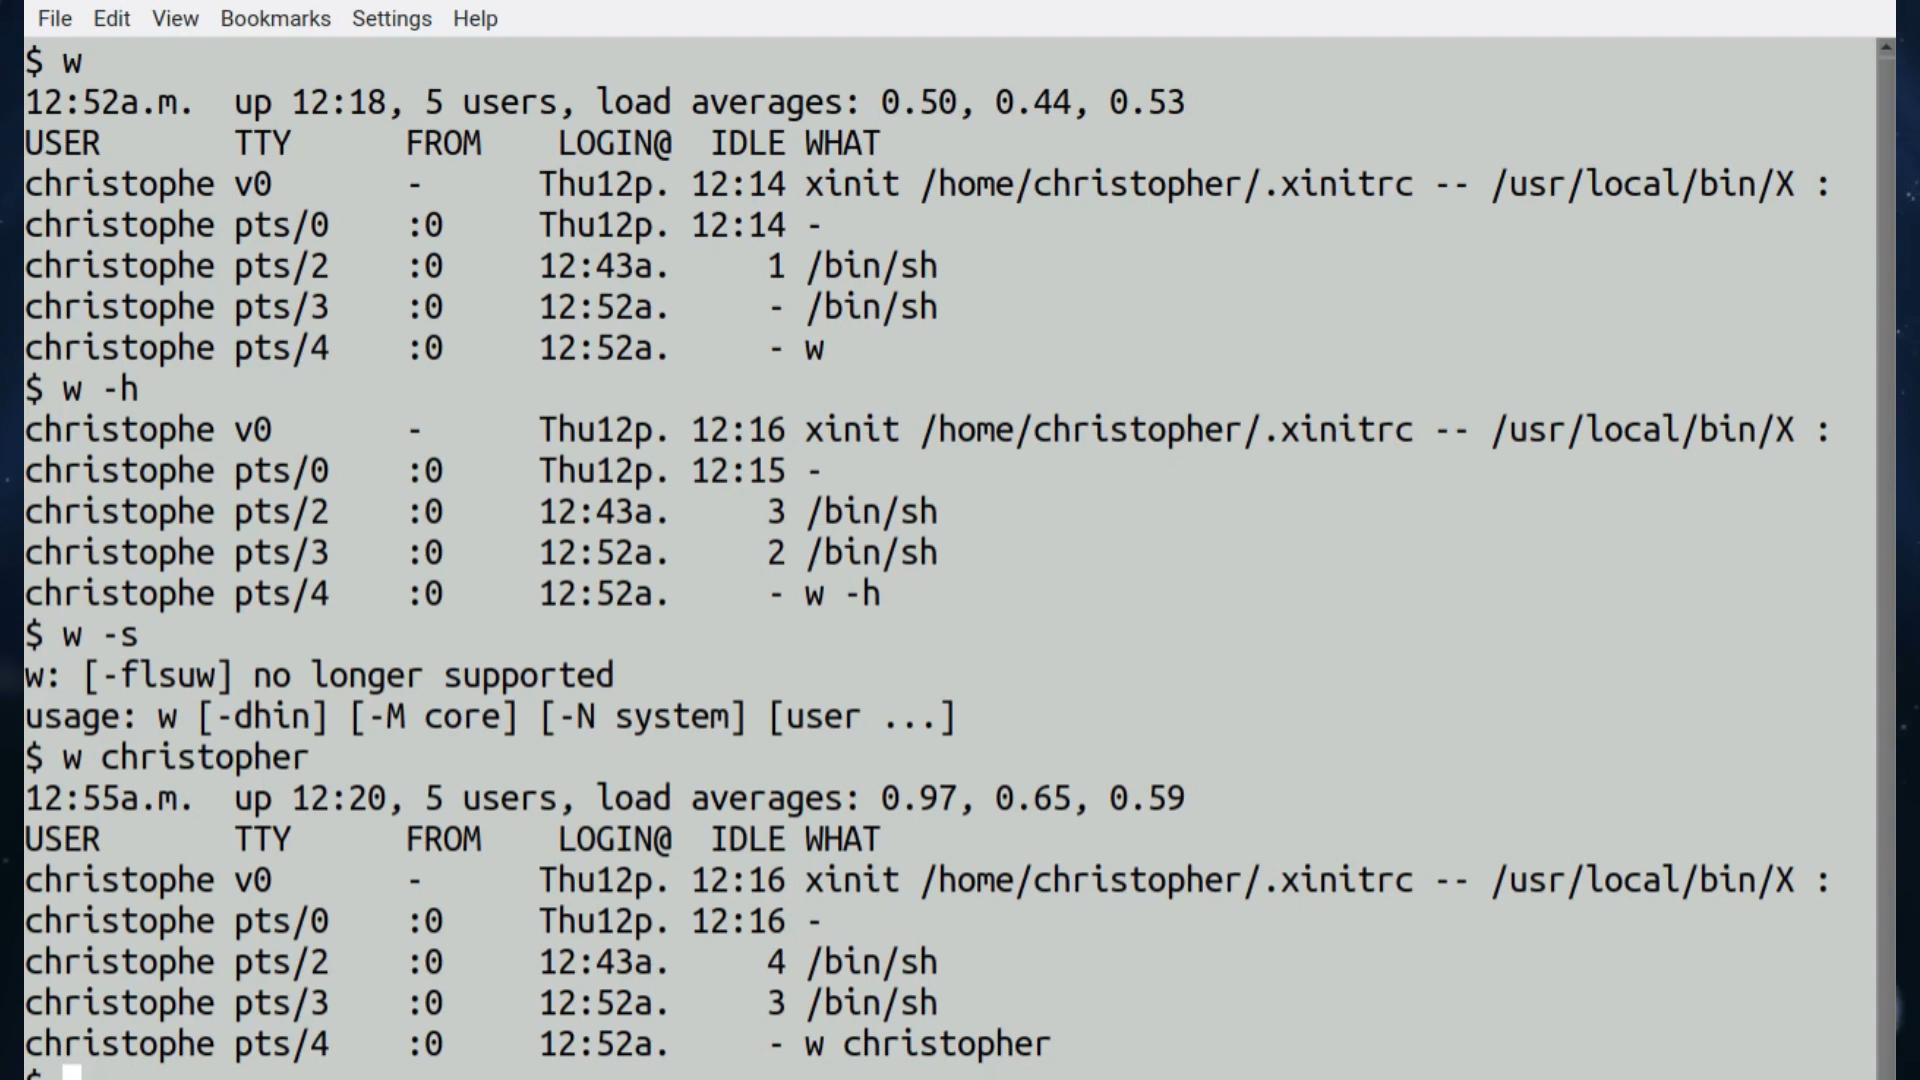 File Edit View Bookmarks Settings Help
$ w
12:52a.m.  up 12:18, 5 users, load averages: 0.50, 0.44, 0.53
USER       TTY      FROM    LOGIN@  IDLE WHAT
christophe v0       -      Thu12p. 12:14 xinit /home/christopher/.xinitrc -- /usr/local/bin/X :
christophe pts/0    :0     Thu12p. 12:14 -
christophe pts/2    :0     12:43a.     1 /bin/sh
christophe pts/3    :0     12:52a.     - /bin/sh
christophe pts/4    :0     12:52a.     - w
$ w -h
christophe v0       -      Thu12p. 12:16 xinit /home/christopher/.xinitrc -- /usr/local/bin/X :
christophe pts/0    :0     Thu12p. 12:15 -
christophe pts/2    :0     12:43a.     3 /bin/sh
christophe pts/3    :0     12:52a.     2 /bin/sh
christophe pts/4    :0     12:52a.     - w -h
$ w -s
w: [-flsuw] no longer supported
usage: w [-dhin] [-M core] [-N system] [user ...]
$ w christopher
12:55a.m.  up 12:20, 5 users, load averages: 0.97, 0.65, 0.59
USER       TTY      FROM    LOGIN@  IDLE WHAT
christophe v0       -      Thu12p. 12:16 xinit /home/christopher/.xinitrc -- /usr/local/bin/X :
christophe pts/0    :0     Thu12p. 12:16 -
christophe pts/2    :0     12:43a.     4 /bin/sh
christophe pts/3    :0     12:52a.     3 /bin/sh
christophe pts/4    :0     12:52a.     - w christopher
$